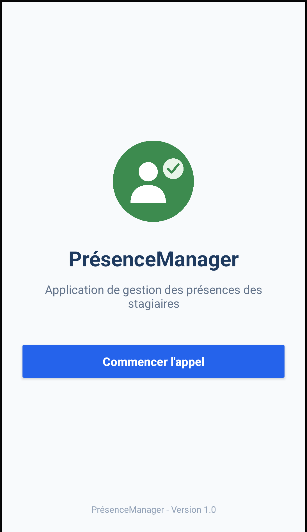 PrésenceManager
Application de gestion des présences des
stagiaires
Commencer l'appel
PrésenceManager - Version 1.0